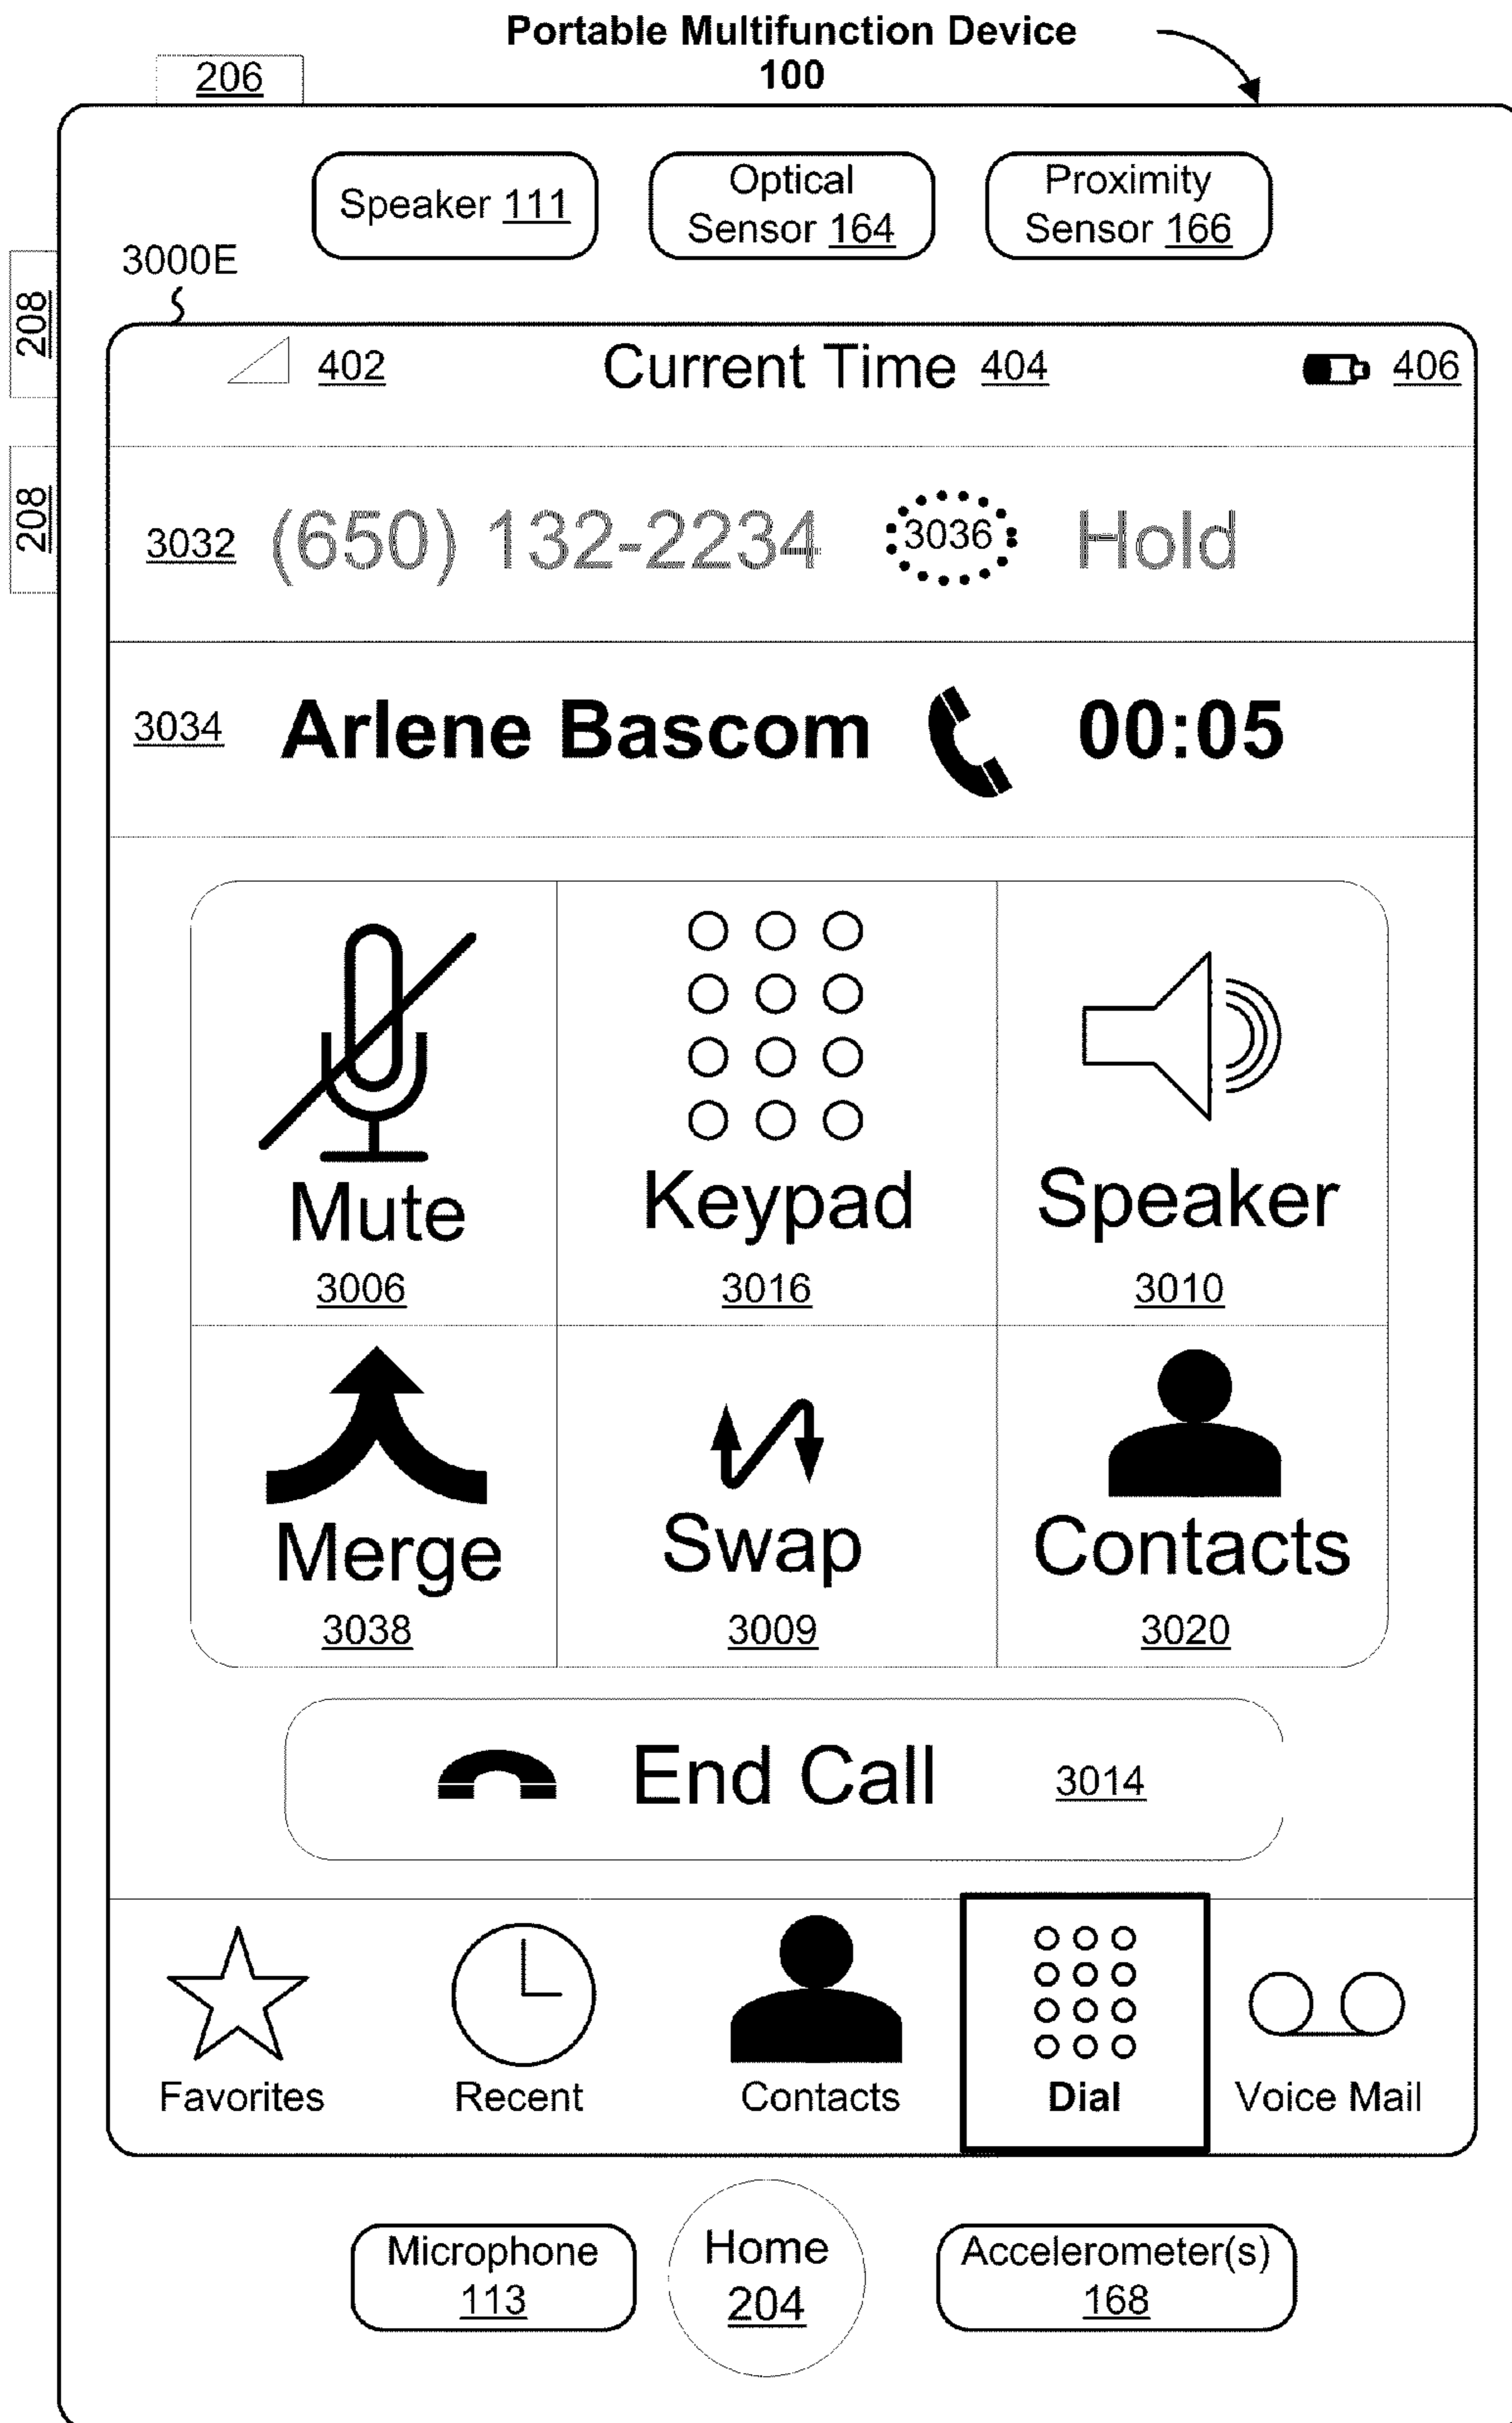 Portable Multifunction Device
100
206
Speaker 111
Optical
Sensor 164
Proximity
Sensor 166
3000E
208
402 Current Time 404 406
208
3032 (650) 132-2234 3036 Hold
3034 Arlene Bascom 00:05
Mute Keypad Speaker
3006 3016 3010
Merge Swap Contacts
3038 3009 3020
End Call 3014
Favorites Recent Contacts Dial Voice Mail
Microphone
113
Home
204
Accelerometer(s)
168